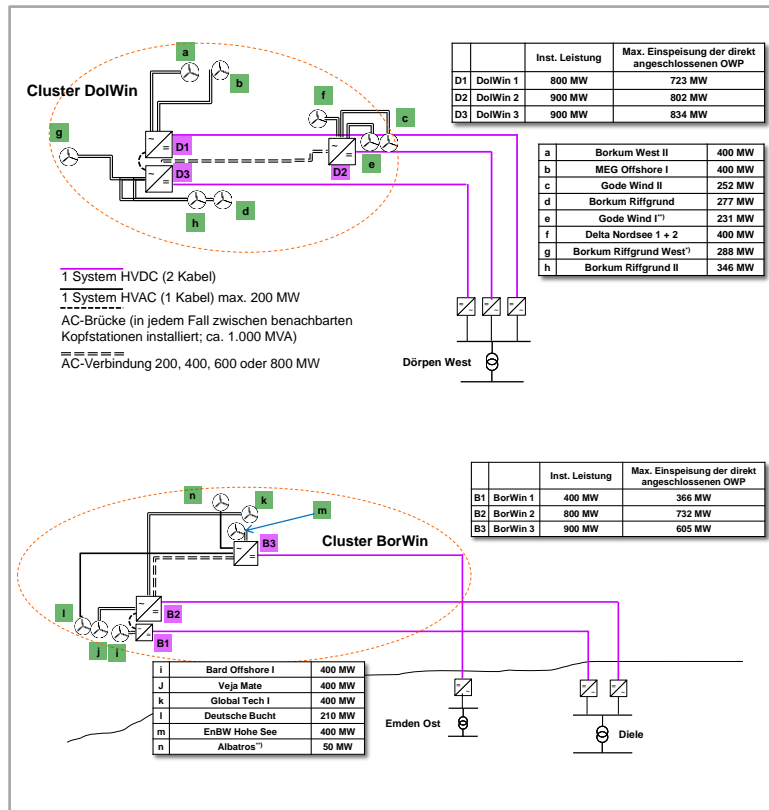 a
Cluster DolWin
b
f
c
g
D1
D3
D2
e
h
d
Inst. Leistung Max. Einspeisung der direkt angeschlossenen OWP
D1 DolWin 1 800 MW 723 MW
D2 DolWin 2 900 MW 802 MW
D3 DolWin 3 900 MW 834 MW
a Borkum West II 400 MW
b MEG Offshore I 400 MW
c Gode Wind II 252 MW
d Borkum Riffgrund 277 MW
e Gode Wind I**) 231 MW
f Delta Nordsee 1 + 2 400 MW
g Borkum Riffgrund West*) 288 MW
h Borkum Riffgrund II 346 MW
1 System HVDC (2 Kabel)
1 System HVAC (1 Kabel) max. 200 MW
AC-Brücke (in jedem Fall zwischen benachbarten
Kopfstationen installiert; ca. 1.000 MVA)
AC-Verbindung 200, 400, 600 oder 800 MW
Dörpen West
Inst. Leistung Max. Einspeisung der direkt angeschlossenen OWP
B1 BorWin 1 400 MW 366 MW
B2 BorWin 2 800 MW 732 MW
B3 BorWin 3 900 MW 605 MW
n
k
m
Cluster BorWin
B3
l
B2
j
i
B1
i Bard Offshore I 400 MW
J Veja Mate 400 MW
k Global Tech I 400 MW
l Deutsche Bucht 210 MW
m EnBW Hohe See 400 MW
n Albatros**) 50 MW
Emden Ost
Diele